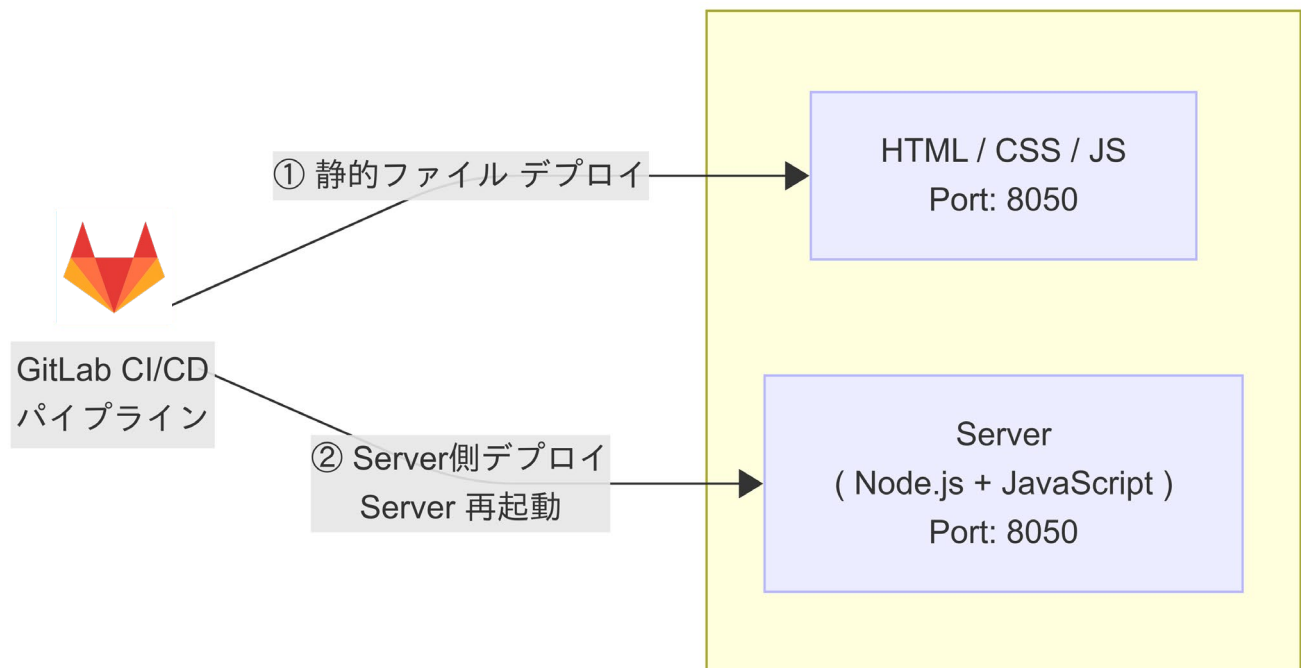 ① 静的ファイル デプロイ
HTML / CSS / JS
Port: 8050
GitLab CI/CD
パイプライン
② Server側デプロイ
Server 再起動
Server
( Node.js + JavaScript )
Port: 8050